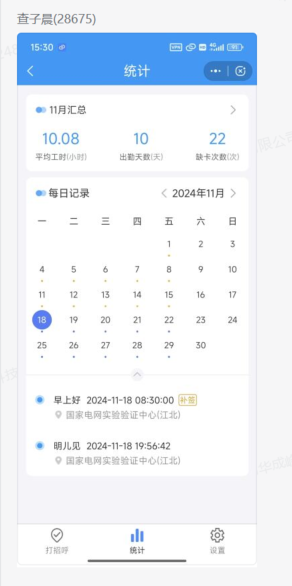 查子晨(28675)
15:30
统计
11月汇总
10.08 10 22
平均工时(小时) 出勤天数(天) 缺卡次数(次)
每日记录 2024年11月
一 二 三 四 五 六 日
1 2 3
4 5 6 7 8 9 10
11 12 13 14 15 16 17
18 19 20 21 22 23 24
25 26 27 28 29 30
早上好 2024-11-18 08:30:00 补签
国家电网实验验证中心(江北)
明儿见 2024-11-18 19:56:42
国家电网实验验证中心(江北)
打招呼 统计 设置